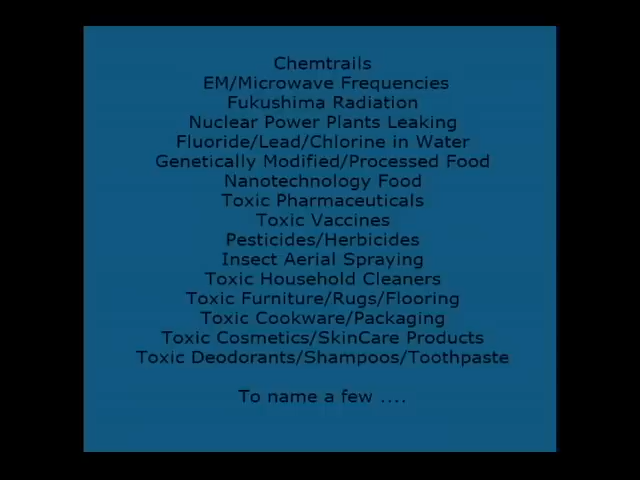 Chemtrails
EM/Microwave Frequencies
Fukushima Radiation
Nuclear Power Plants Leaking
Fluoride/Lead/Chlorine in Water
Genetically Modified/Processed Food
Nanotechnology Food
Toxic Pharmaceuticals
Toxic Vaccines
Pesticides/Herbicides
Insect Aerial Spraying
Toxic Household Cleaners
Toxic Furniture/Rugs/Flooring
Toxic Cookware/Packaging
Toxic Cosmetics/SkinCare Products
Toxic Deodorants/Shampoos/Toothpaste
To name a few ....